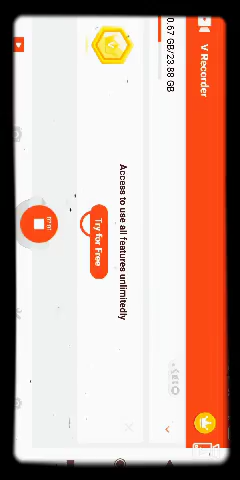 V Recorder
0.67 GB/23.88 GB
Access to use all features unlimitedly
Try for Free